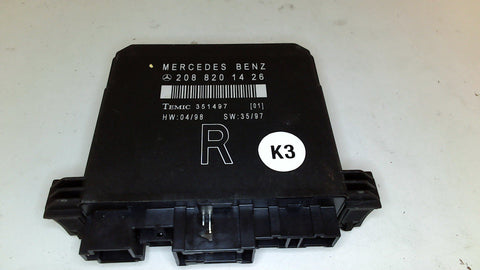 MERCEDES BENZ
208 820 14 26
TEMIC 351497 [01]
HW:04/98 SW:35/97
R
K3